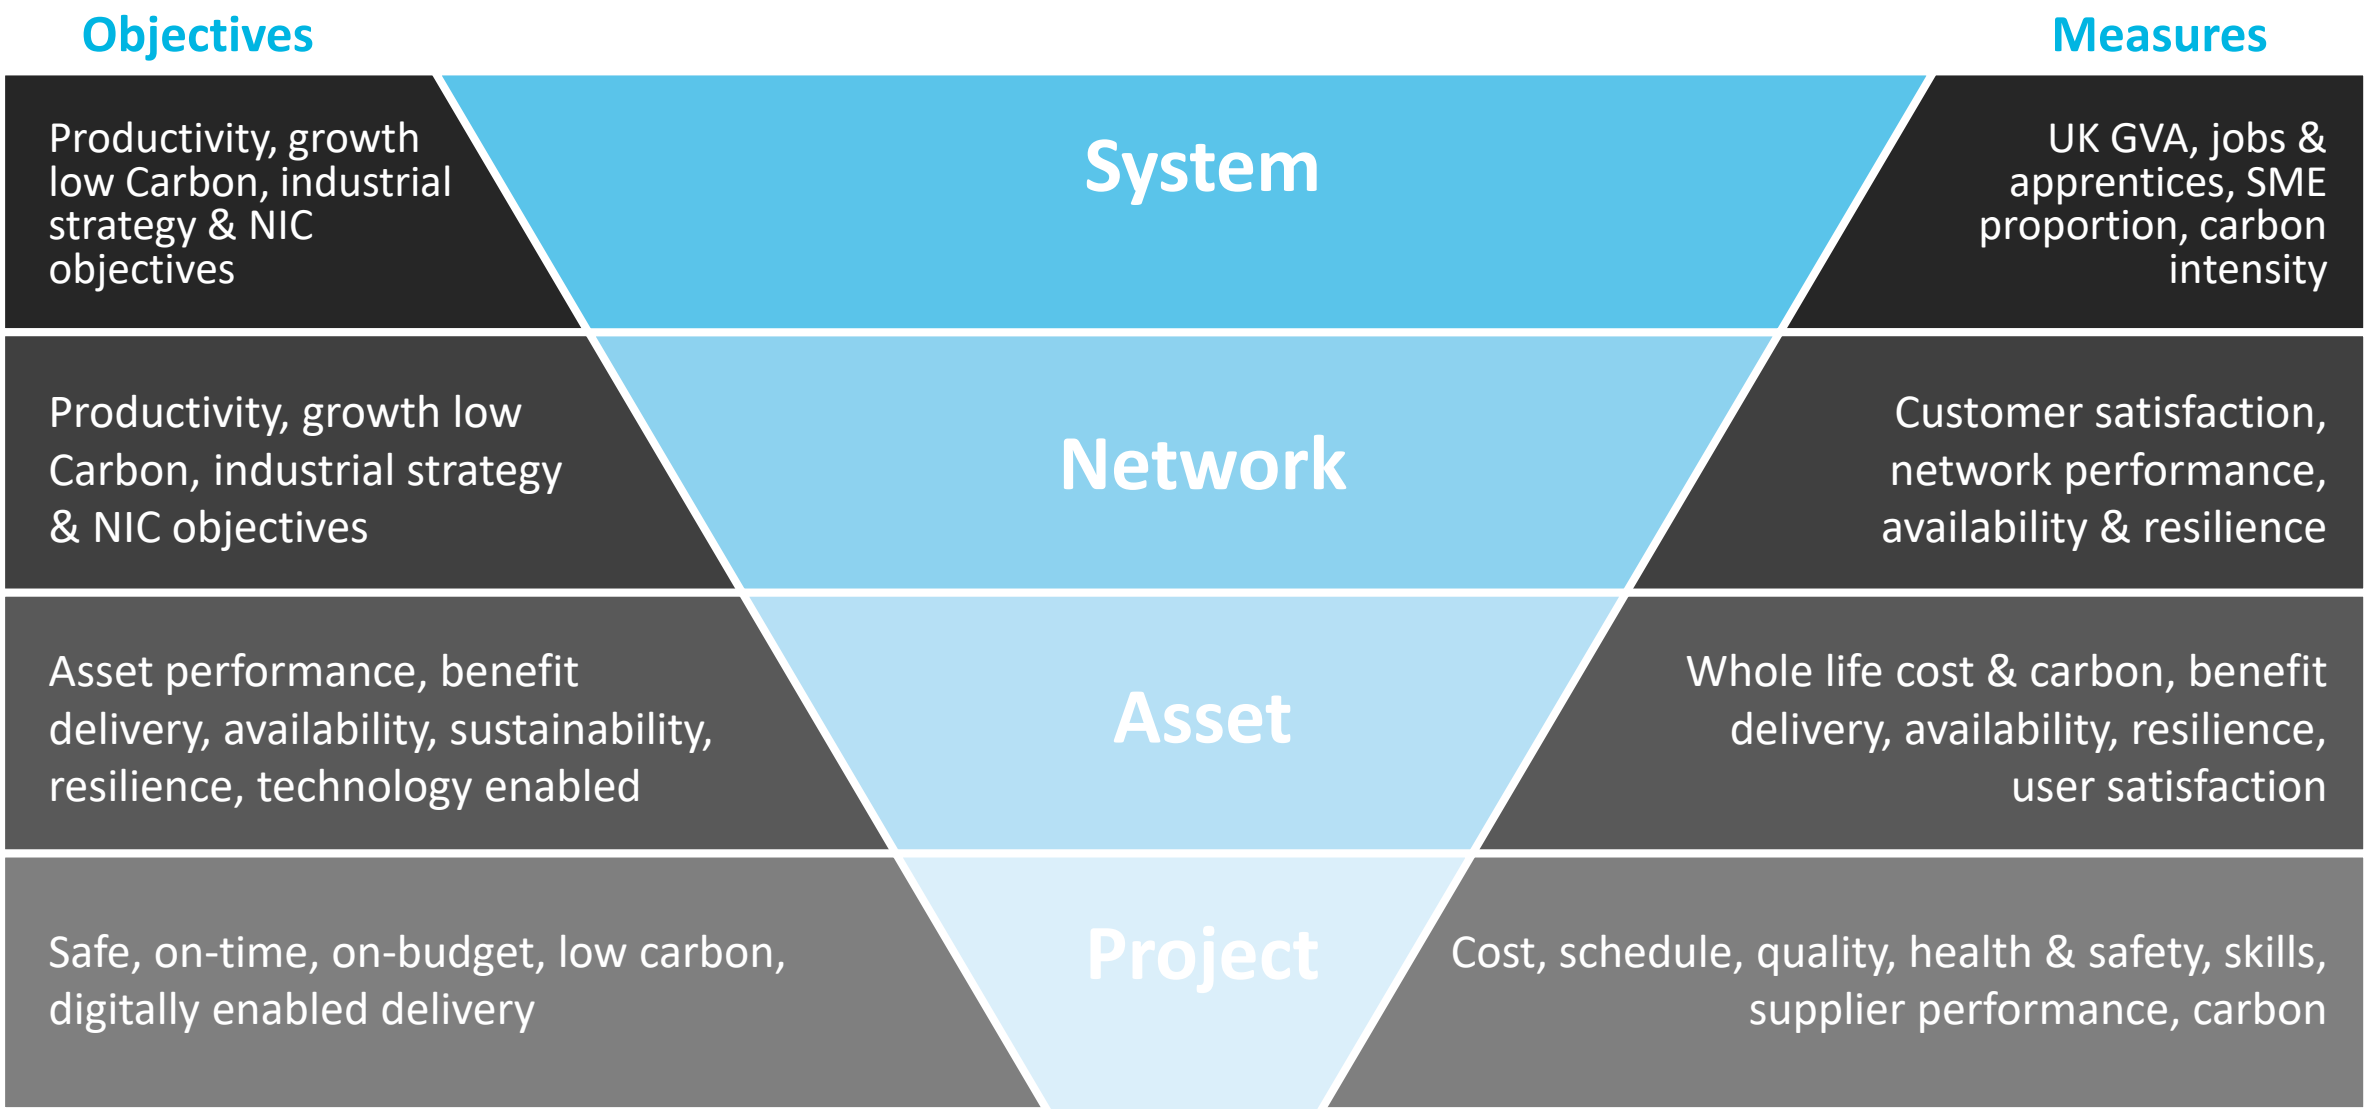 Objectives
Measures
Productivity, growth
low Carbon, industrial
strategy & NIC
objectives
System
UK GVA, jobs &
apprentices, SME
proportion, carbon
intensity
Productivity, growth low
Carbon, industrial strategy
& NIC objectives
Network
Customer satisfaction,
network performance,
availability & resilience
Asset performance, benefit
delivery, availability, sustainability,
resilience, technology enabled
Asset
Whole life cost & carbon, benefit
delivery, availability, resilience,
user satisfaction
Safe, on-time, on-budget, low carbon,
digitally enabled delivery
Project
Cost, schedule, quality, health & safety, skills,
supplier performance, carbon